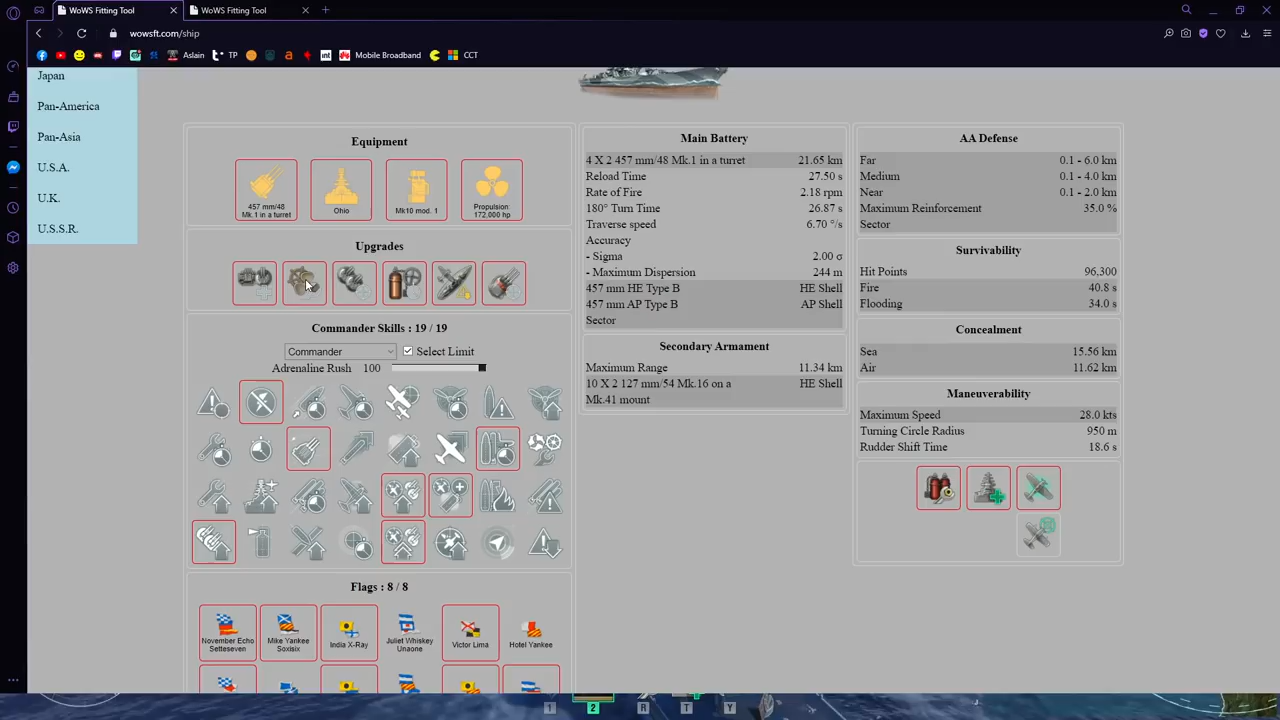 WoWS Fitting Tool
WoWS Fitting Tool
wowsft.com/ship
Aslain
TP
int
Mobile Broadband
CCT
Japan
Pan-America
Pan-Asia
U.S.A.
U.K.
U.S.S.R.
Equipment
457 mm/48
Mk.1 in a turret
Ohio
Mk10 mod. 1
Propulsion:
172,000 hp
Upgrades
Commander Skills : 19 / 19
Commander
Select Limit
Adrenaline Rush 100
Flags : 8 / 8
November Echo
Setteseven
Mike Yankee
Soxisix
India X-Ray
Juliet Whiskey
Unaone
Victor Lima
Hotel Yankee
Main Battery
4 X 2 457 mm/48 Mk.1 in a turret 21.65 km
Reload Time 27.50 s
Rate of Fire 2.18 rpm
180° Turn Time 26.87 s
Traverse speed 6.70 °/s
Accuracy
- Sigma 2.00 σ
- Maximum Dispersion 244 m
457 mm HE Type B HE Shell
457 mm AP Type B AP Shell
Sector
Secondary Armament
Maximum Range 11.34 km
10 X 2 127 mm/54 Mk.16 on a HE Shell
Mk.41 mount
AA Defense
Far 0.1 - 6.0 km
Medium 0.1 - 4.0 km
Near 0.1 - 2.0 km
Maximum Reinforcement 35.0 %
Sector
Survivability
Hit Points 96,300
Fire 40.8 s
Flooding 34.0 s
Concealment
Sea 15.56 km
Air 11.62 km
Maneuverability
Maximum Speed 28.0 kts
Turning Circle Radius 950 m
Rudder Shift Time 18.6 s
1 2 R T Y